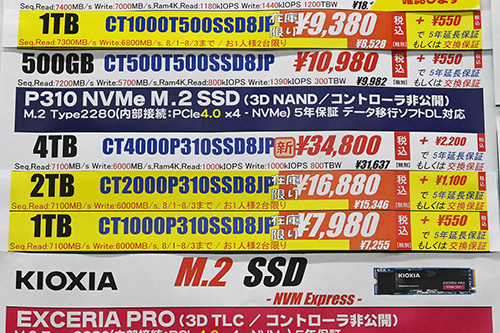 1TB CT1000T500SSD8JP 在庫限り ¥9,380 税込 + ¥550
¥8,528 で 5年延長保証
Seq,Read:7300MB/s Write:6800MB/s, 8/1-8/3まで / お1人様2台限り もしくは交換保証
500GB CT500T500SSD8JP ¥10,980 税込 + ¥550
¥9,982 税別 で 5年延長保証
Seq,Read:7200MB/s Write:5700MB/s,Ram4K,Read:800kIOPS Write:1390kIOPS 300TBW もしくは交換保証
P310 NVMe M.2 SSD (3D NAND/コントローラ非公開)
M.2 Type2280(内部接続:PCIe4.0 x4 - NVMe) 5年保証 データ移行ソフトDL対応
4TB CT4000P310SSD8JP 新 ¥34,800 税込 + ¥2,200
¥31,637 税別 で 5年延長保証
Seq,Read:7100MB/s Write:6000MB/s,Ram4K,Read:1000kIOPS Write:1000kIOPS 800TBW もしくは交換保証
2TB CT2000P310SSD8JP 在庫限り ¥16,880 税込 + ¥1,100
¥15,346 税別 で 5年延長保証
Seq,Read:7100MB/s Write:6000MB/s, 8/1-8/3まで / お1人様2台限り もしくは交換保証
1TB CT1000P310SSD8JP 在庫限り ¥7,980 税込 + ¥550
¥7,255 税別 で 5年延長保証
Seq,Read:7100MB/s Write:6000MB/s, 8/1-8/3まで / お1人様2台限り もしくは交換保証
KIOXIA M.2 SSD
- NVM Express -
KIOXIA
EXCERIA PRO
EXCERIA PRO (3D TLC / コントローラ非公開)